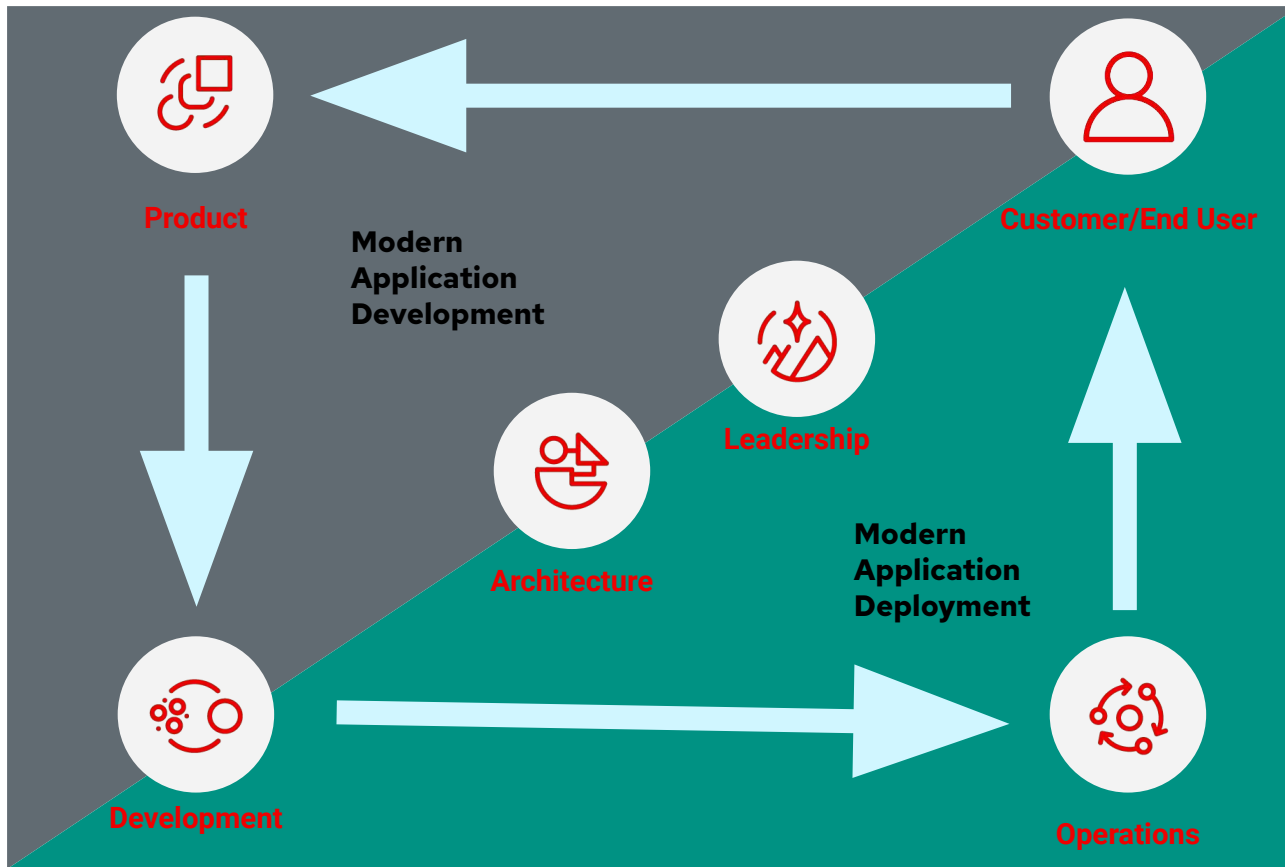 Product
Customer/End User
Modern
Application
Development
Leadership
Architecture
Modern
Application
Deployment
Development
Operations